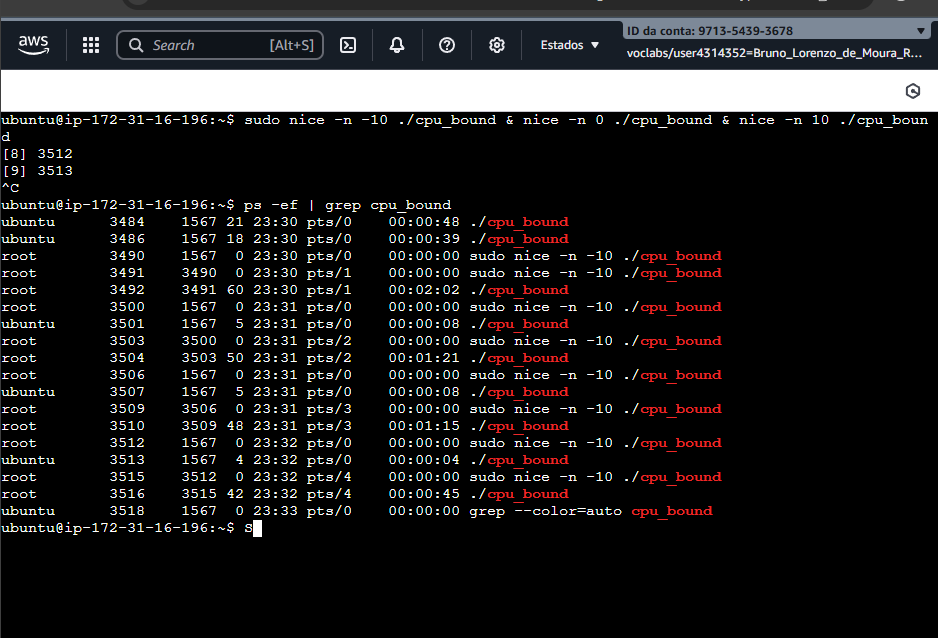 aws
Search
[Alt+S]
Estados ▼
ID da conta: 9713-5439-3678
voclabs/user4314352=Bruno_Lorenzo_de_Moura_R...
ubuntu@ip-172-31-16-196:~$ sudo nice -n -10 ./cpu_bound & nice -n 0 ./cpu_bound & nice -n 10 ./cpu_boun
d
[8] 3512
[9] 3513
^C
ubuntu@ip-172-31-16-196:~$ ps -ef | grep cpu_bound
ubuntu      3484    1567 21 23:30 pts/0    00:00:48 ./cpu_bound
ubuntu      3486    1567 18 23:30 pts/0    00:00:39 ./cpu_bound
root        3490    1567  0 23:30 pts/0    00:00:00 sudo nice -n -10 ./cpu_bound
root        3491    3490  0 23:30 pts/1    00:00:00 sudo nice -n -10 ./cpu_bound
root        3492    3491 60 23:30 pts/1    00:02:02 ./cpu_bound
root        3500    1567  0 23:31 pts/0    00:00:00 sudo nice -n -10 ./cpu_bound
ubuntu      3501    1567  5 23:31 pts/0    00:00:08 ./cpu_bound
root        3503    3500  0 23:31 pts/2    00:00:00 sudo nice -n -10 ./cpu_bound
root        3504    3503 50 23:31 pts/2    00:01:21 ./cpu_bound
root        3506    1567  0 23:31 pts/0    00:00:00 sudo nice -n -10 ./cpu_bound
ubuntu      3507    1567  5 23:31 pts/0    00:00:08 ./cpu_bound
root        3509    3506  0 23:31 pts/3    00:00:00 sudo nice -n -10 ./cpu_bound
root        3510    3509 48 23:31 pts/3    00:01:15 ./cpu_bound
root        3512    1567  0 23:32 pts/0    00:00:00 sudo nice -n -10 ./cpu_bound
ubuntu      3513    1567  4 23:32 pts/0    00:00:04 ./cpu_bound
root        3515    3512  0 23:32 pts/4    00:00:00 sudo nice -n -10 ./cpu_bound
root        3516    3515 42 23:32 pts/4    00:00:45 ./cpu_bound
ubuntu      3518    1567  0 23:33 pts/0    00:00:00 grep --color=auto cpu_bound
ubuntu@ip-172-31-16-196:~$ S